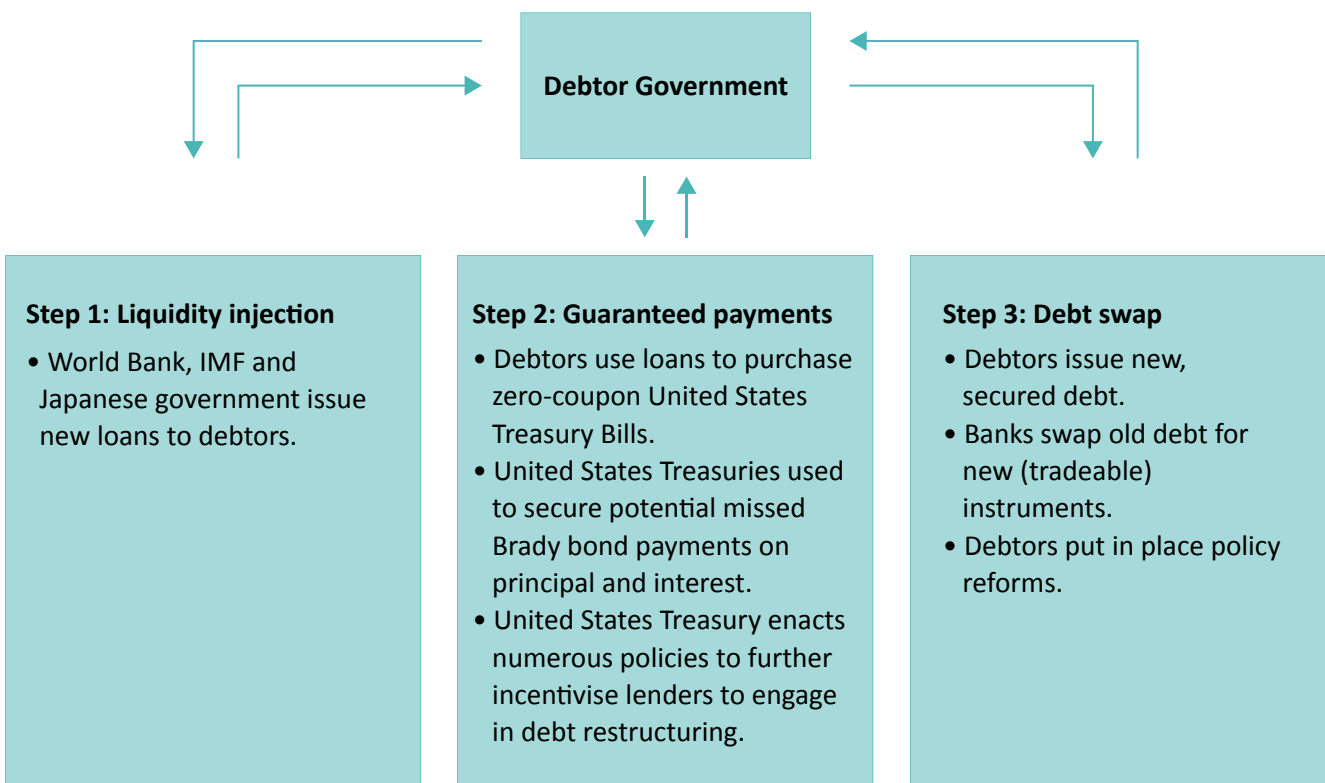 Debtor Government
Step 1: Liquidity injection
• World Bank, IMF and
Japanese government issue
new loans to debtors.
Step 2: Guaranteed payments
• Debtors use loans to purchase
zero-coupon United States
Treasury Bills.
• United States Treasuries used
to secure potential missed
Brady bond payments on
principal and interest.
• United States Treasury enacts
numerous policies to further
incentivise lenders to engage
in debt restructuring.
Step 3: Debt swap
• Debtors issue new,
secured debt.
• Banks swap old debt for
new (tradeable)
instruments.
• Debtors put in place policy
reforms.